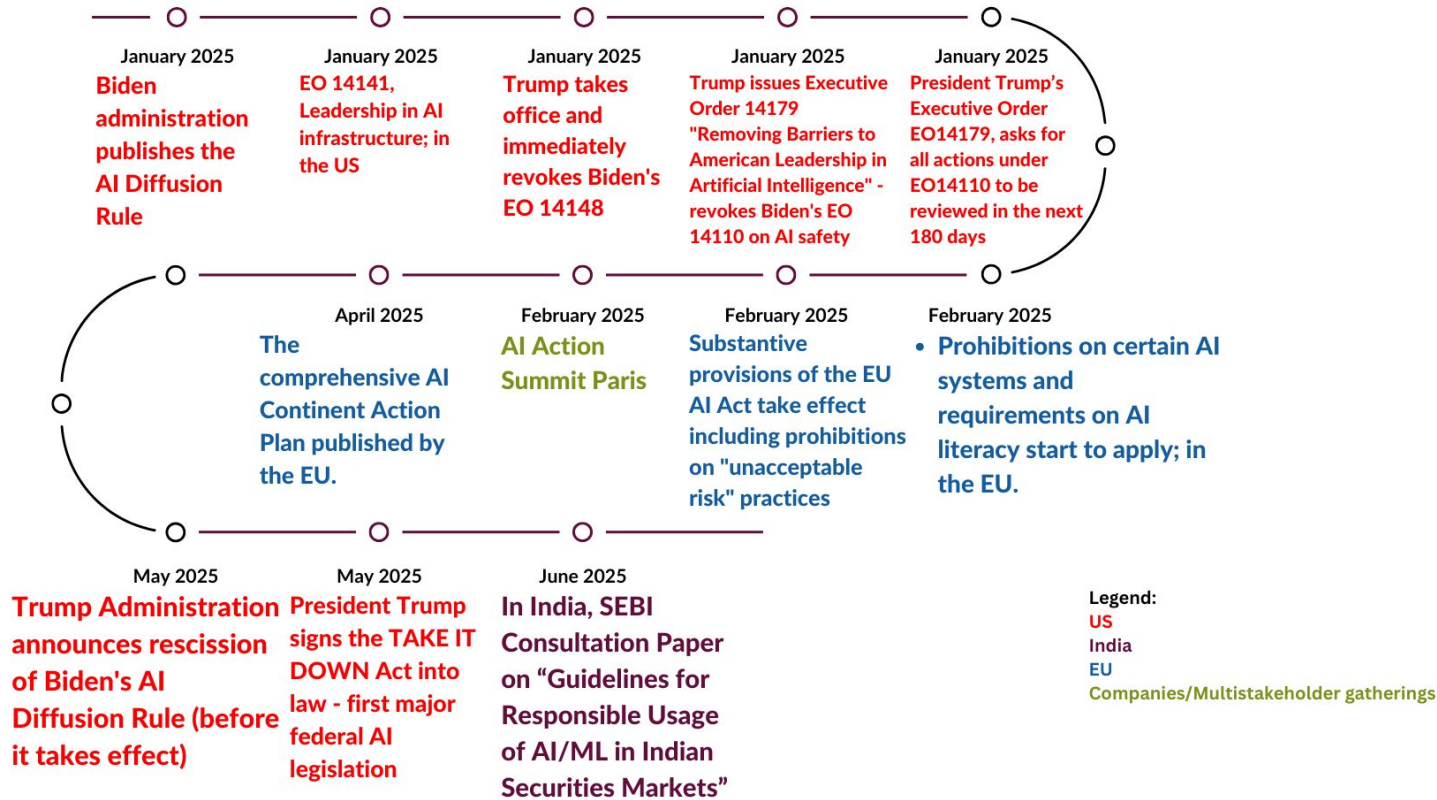 January 2025
Biden
administration
publishes the
AI Diffusion
Rule
January 2025
EO 14141,
Leadership in AI
infrastructure; in
the US
January 2025
Trump takes
office and
immediately
revokes Biden's
EO 14148
January 2025
Trump issues Executive
Order 14179
"Removing Barriers to
American Leadership in
Artificial Intelligence" -
revokes Biden's EO
14110 on AI safety
January 2025
President Trump’s
Executive Order
EO14179, asks for
all actions under
EO14110 to be
reviewed in the next
180 days
February 2025
• Prohibitions on certain AI
systems and
requirements on AI
literacy start to apply; in
the EU.
February 2025
Substantive
provisions of the EU
AI Act take effect
including prohibitions
on "unacceptable
risk" practices
February 2025
AI Action
Summit Paris
April 2025
The
comprehensive AI
Continent Action
Plan published by
the EU.
May 2025
Trump Administration
announces rescission
of Biden's AI
Diffusion Rule (before
it takes effect)
May 2025
President Trump
signs the TAKE IT
DOWN Act into
law - first major
federal AI
legislation
June 2025
In India, SEBI
Consultation Paper
on “Guidelines for
Responsible Usage
of AI/ML in Indian
Securities Markets”
Legend:
US
India
EU
Companies/Multistakeholder gatherings